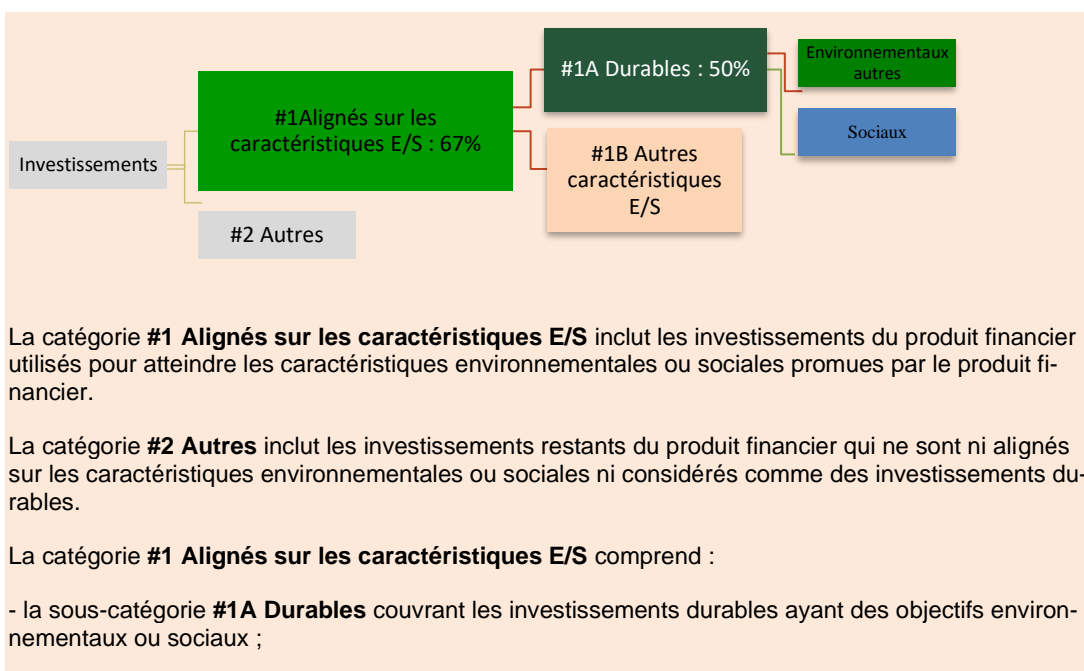 Investissements
#1Alignés sur les
caractéristiques E/S : 67%
#2 Autres
#1A Durables : 50%
#1B Autres
caractéristiques
E/S
Environnementaux
autres
Sociaux
La catégorie #1 Alignés sur les caractéristiques E/S inclut les investissements du produit financier
utilisés pour atteindre les caractéristiques environnementales ou sociales promues par le produit fi-
nancier.
La catégorie #2 Autres inclut les investissements restants du produit financier qui ne sont ni alignés
sur les caractéristiques environnementales ou sociales ni considérés comme des investissements du-
rables.
La catégorie #1 Alignés sur les caractéristiques E/S comprend :
- la sous-catégorie #1A Durables couvrant les investissements durables ayant des objectifs environ-
nementaux ou sociaux ;